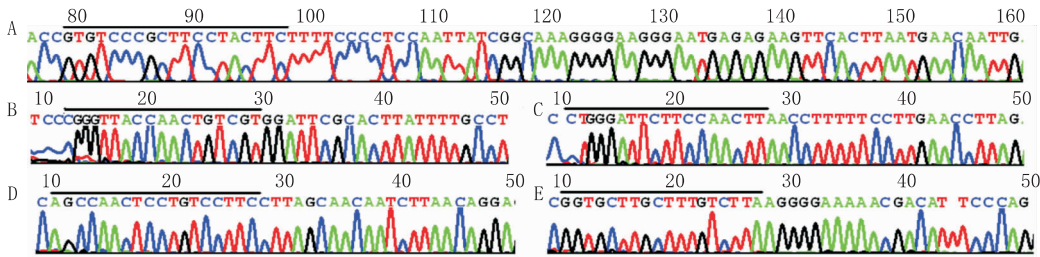 80 90 100 110 120 130 140 150 160
A ACCGTGTCCCCGCTTCCTACTTCTTTTCCCCTCCAATTATCGGCAAAGGGGAAGGGAATGAGAGAAGTTCACTTAATGAACAATTG.
10 20 30 40 50
B TCCCGGGTTACCAACTGTCGTGGATTCGCACTTATTTTGCCT
10 20 30 40 50
C CCTGGGATTCTTCCAACTTAACCTTTTTCCTTGAACCTTAG.
10 20 30 40 50
D CAGCCAACTCCTGTCCTTCCTTAGCAACAATCTTAACAGGA
10 20 30 40 50
E CGGTGCTTGCTTTGTCTTAAGGGGAAAAACGACAT TCCCAG